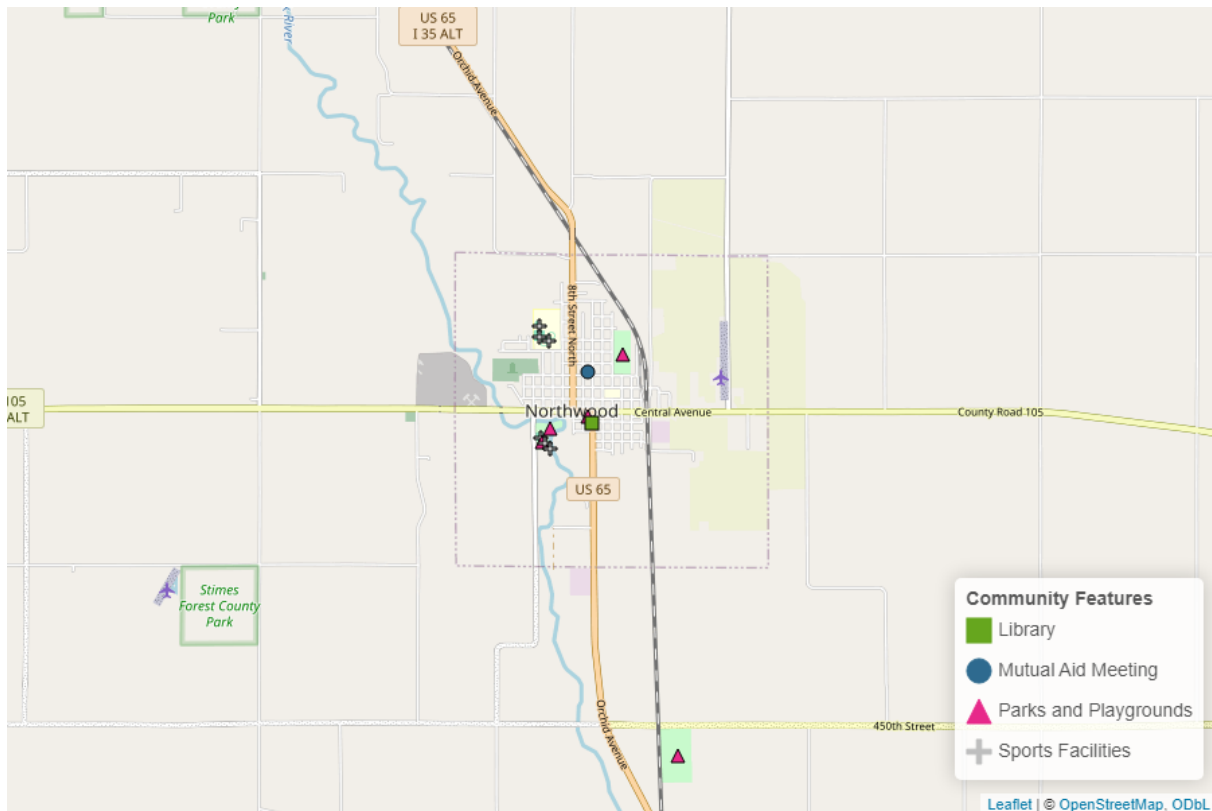 Park
River
US 65
I 35 ALT
Orchid Avenue
8th Street North
105
ALT
Northwood
Central Avenue
County Road 105
US 65
Stimes
Forest County
Park
Orchid Avenue
450th Street
Community Features
Library
Mutual Aid Meeting
Parks and Playgrounds
Sports Facilities
Leaflet | © OpenStreetMap, ODbL